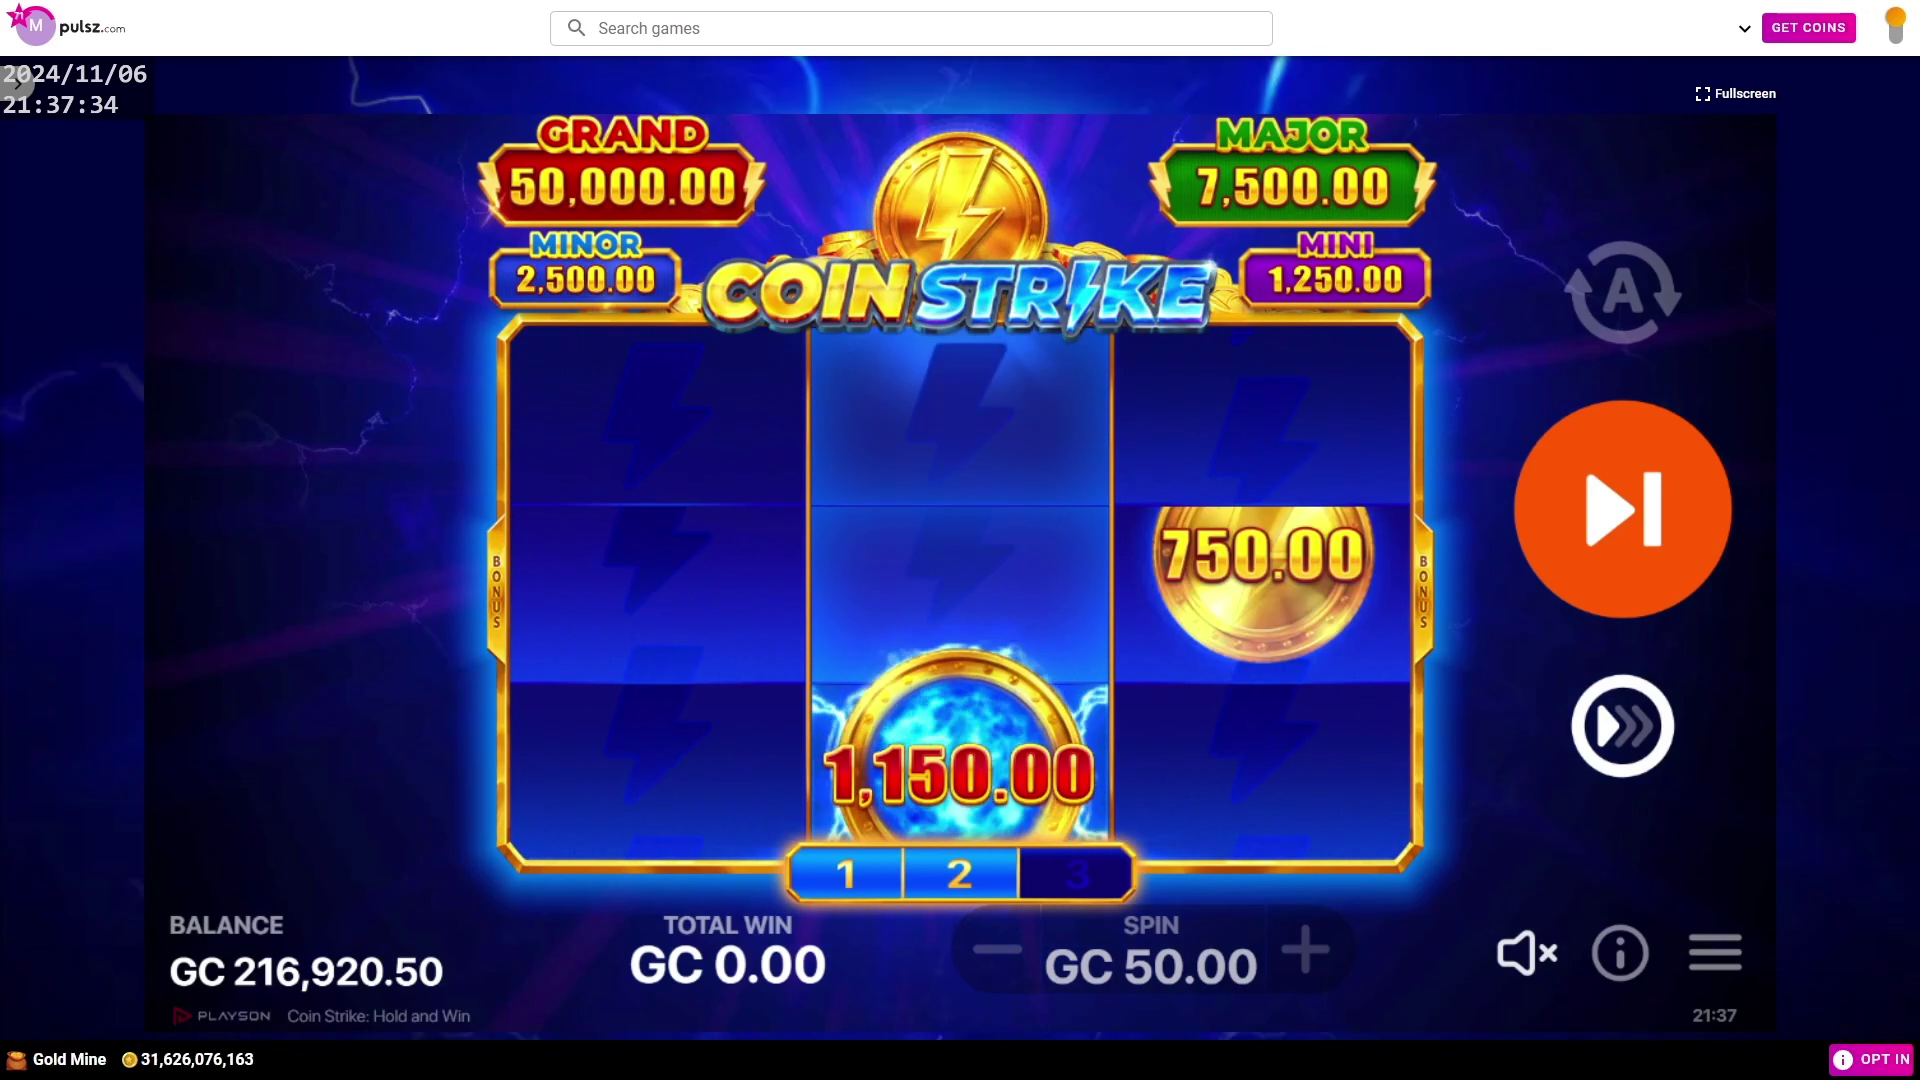 71
M
pulsz.com
Search games
GET COINS
2024/11/06
21:37:34
Fullscreen
GRAND
50,000.00
MAJOR
7,500.00
MINOR
2,500.00
MINI
1,250.00
COIN STRIKE
A
BONUS
750.00
BONUS
1,150.00
1 2 3
BALANCE
GC 216,920.50
TOTAL WIN
GC 0.00
SPIN
GC 50.00
PLAYSON Coin Strike: Hold and Win
21:37
Gold Mine 31,626,076,163
OPT IN